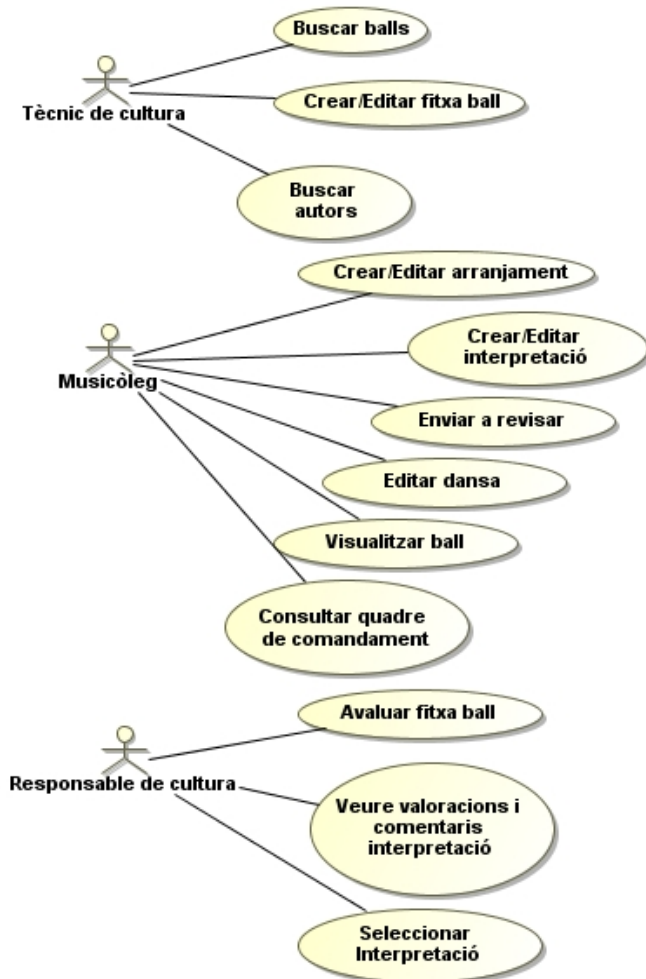 Buscar balls
Tècnic de cultura
Crear/Editar fitxa ball
Buscar
autors
Crear/Editar arranjament
Musicòleg
Crear/Editar
interpretació
Enviar a revisar
Editar dansa
Visualitzar ball
Consultar quadre
de comandament
Avaluar fitxa ball
Responsable de cultura
Veure valoracions i
comentaris
interpretació
Seleccionar
Interpretació